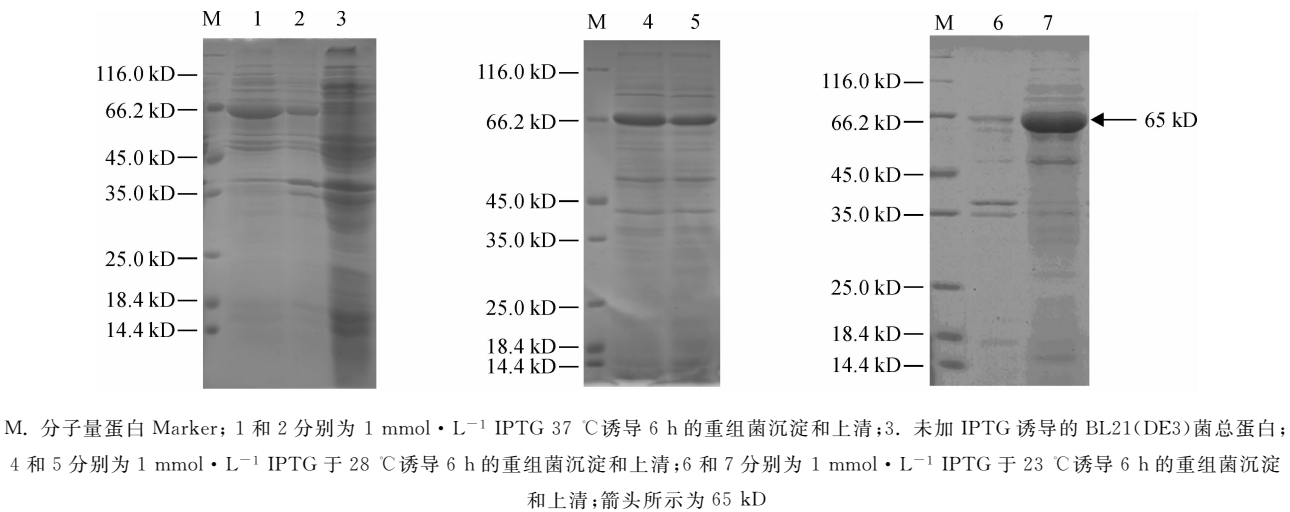 M 1 2 3
116.0 kD
66.2 kD
45.0 kD
35.0 kD
25.0 kD
18.4 kD
14.4 kD
M 4 5
116.0 kD
66.2 kD
45.0 kD
35.0 kD
25.0 kD
18.4 kD
14.4 kD
M 6 7
116.0 kD
66.2 kD
45.0 kD
35.0 kD
25.0 kD
18.4 kD
14.4 kD
65 kD
M. 分子量蛋白 Marker; 1 和 2 分别为 1 mmol·L⁻¹ IPTG 37 ℃诱导 6 h 的重组菌沉淀和上清;3. 未加 IPTG 诱导的 BL21(DE3)菌总蛋白;
4 和 5 分别为 1 mmol·L⁻¹ IPTG 于 28 ℃诱导 6 h 的重组菌沉淀和上清;6 和 7 分别为 1 mmol·L⁻¹ IPTG 于 23 ℃诱导 6 h 的重组菌沉淀
和上清;箭头所示为 65 kD